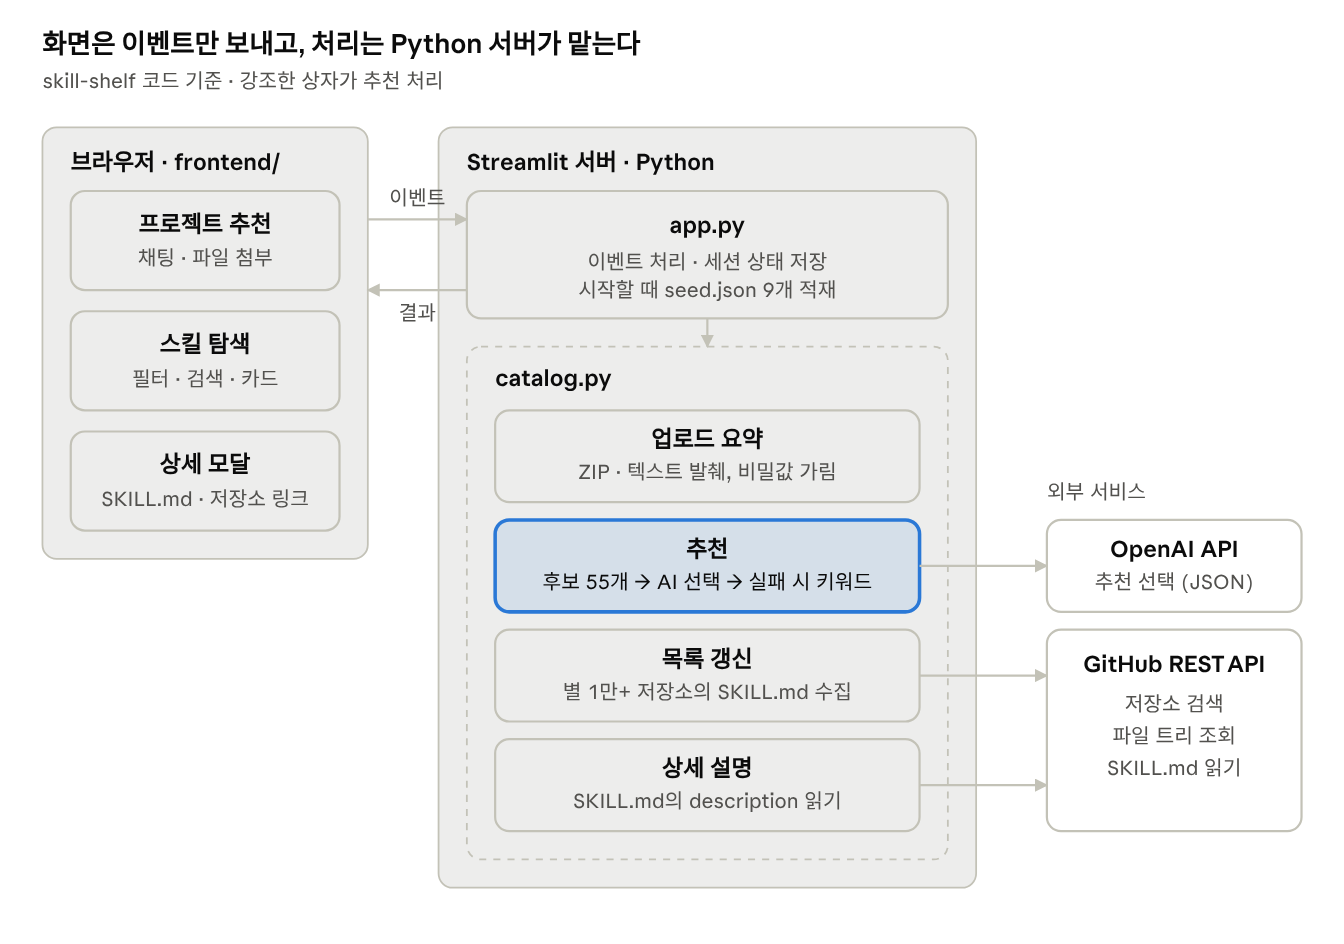 화면은 이벤트만 보내고, 처리는 Python 서버가 맡는다
skill-shelf 코드 기준 · 강조한 상자가 추천 처리
브라우저 · frontend/
프로젝트 추천
채팅 · 파일 첨부
스킬 탐색
필터 · 검색 · 카드
상세 모달
SKILL.md · 저장소 링크
이벤트
결과
Streamlit 서버 · Python
app.py
이벤트 처리 · 세션 상태 저장
시작할 때 seed.json 9개 적재
catalog.py
업로드 요약
ZIP · 텍스트 발췌, 비밀값 가림
추천
후보 55개 → AI 선택 → 실패 시 키워드
목록 갱신
별 1만+ 저장소의 SKILL.md 수집
상세 설명
SKILL.md의 description 읽기
외부 서비스
OpenAI API
추천 선택 (JSON)
GitHub REST API
저장소 검색
파일 트리 조회
SKILL.md 읽기